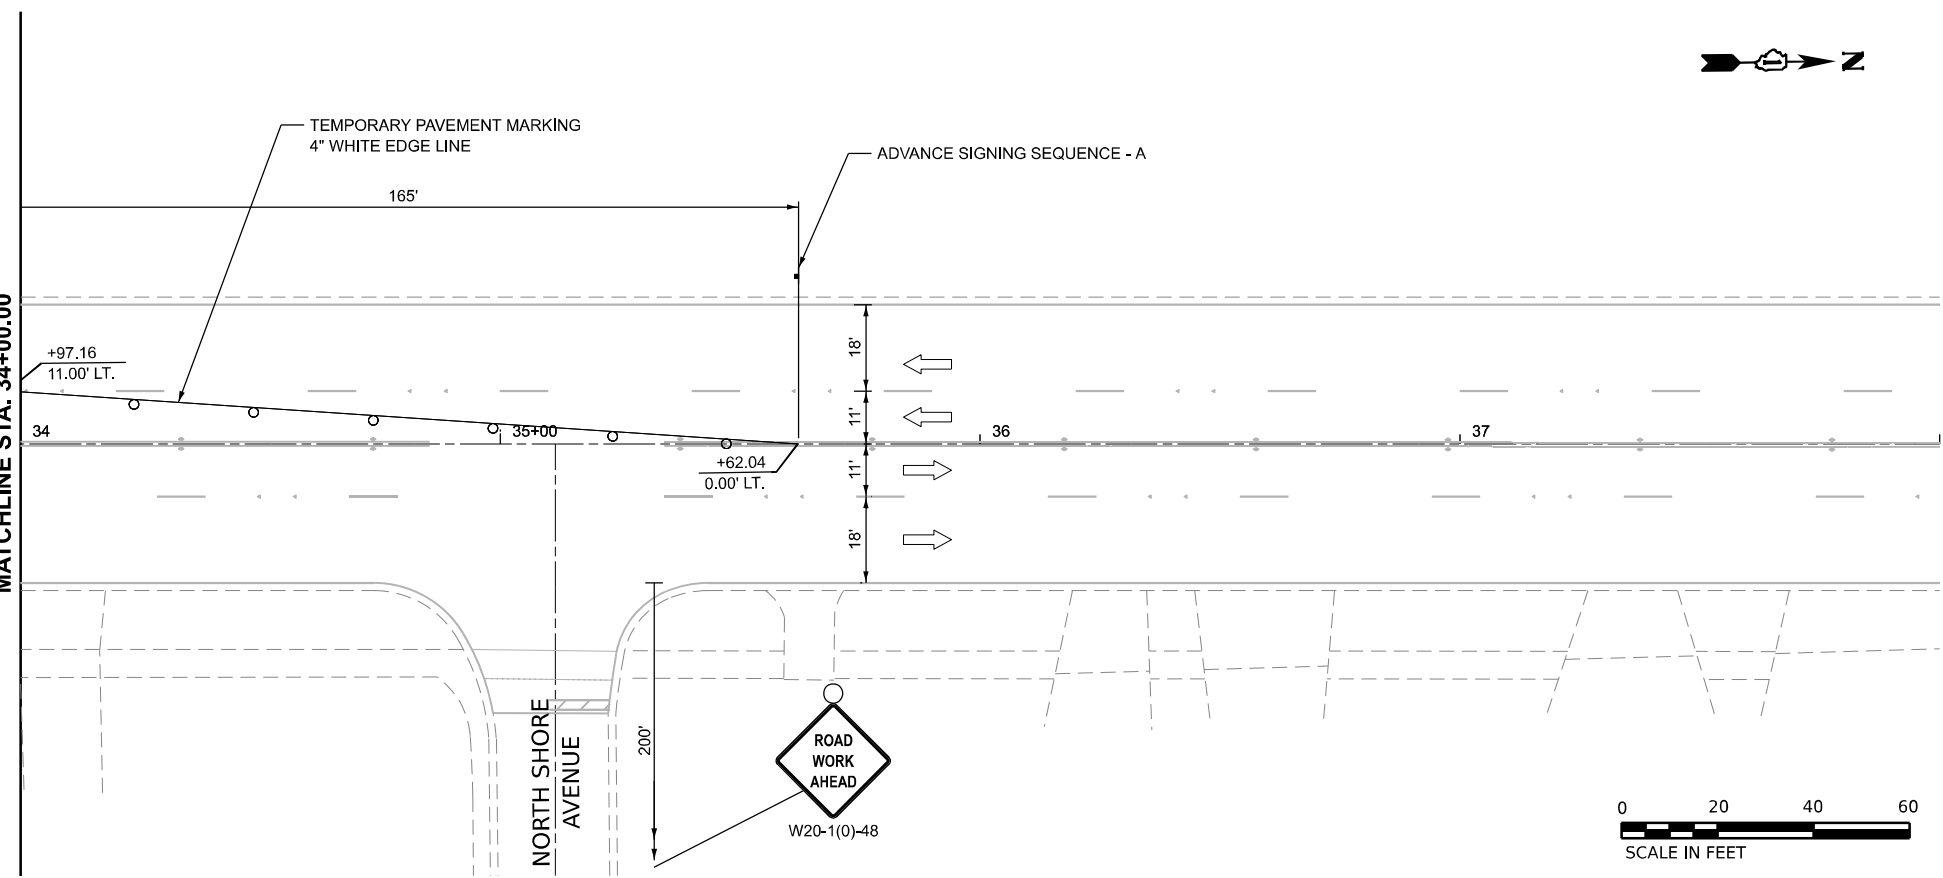 N
TEMPORARY PAVEMENT MARKING
4" WHITE EDGE LINE
ADVANCE SIGNING SEQUENCE - A
165'
MATCHLINE STA. 34+00.00
+97.16
11.00' LT.
18'
11'
11'
18'
34
35+00
36
37
+62.04
0.00' LT.
200'
NORTH SHORE
AVENUE
ROAD
WORK
AHEAD
W20-1(0)-48
0 20 40 60
SCALE IN FEET